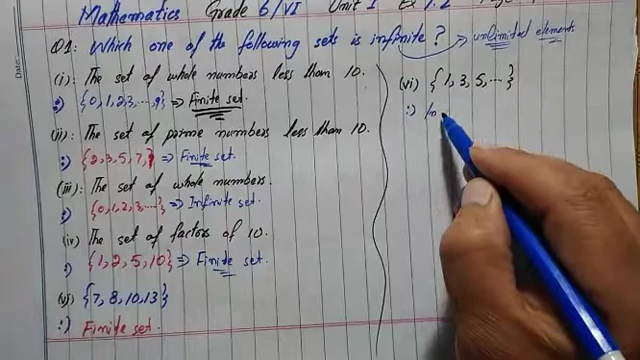 Mathematics Grade 6/VI Unit 1 Ex 1.2
Q1: Which one of the following sets is infinite? → unlimited elements
(i): The set of whole numbers less than 10.
:) {0, 1, 2, 3, ..., 9} ⇒ Finite set.
(ii): The set of prime numbers less than 10.
:) {2, 3, 5, 7} ⇒ Finite set.
(iii): The set of whole numbers.
:) {0, 1, 2, 3, ...} ⇒ Infinite set.
(iv) The set of factors of 10.
:) {1, 2, 5, 10} ⇒ Finite set.
(v) {7, 8, 10, 13}
:) Finite set.
(vi) {1, 3, 5, ...}
:) In